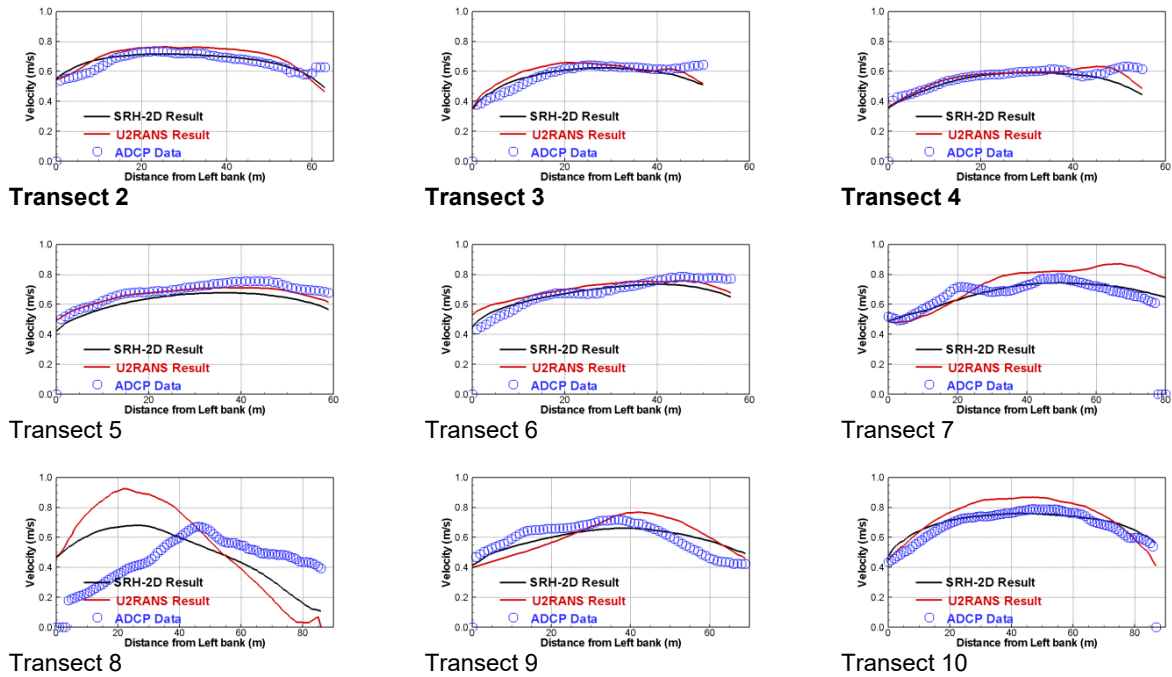 1.0
0.8
0.6
0.4
0.2
0.0
Velocity (m/s)
SRH-2D Result
U2RANS Result
ADCP Data
0 20 40 60
Distance from Left bank (m)
Transect 2
1.0
0.8
0.6
0.4
0.2
0.0
Velocity (m/s)
SRH-2D Result
U2RANS Result
ADCP Data
0 20 40
Distance from Left bank (m)
Transect 3
1.0
0.8
0.6
0.4
0.2
0.0
Velocity (m/s)
SRH-2D Result
U2RANS Result
ADCP Data
0 20 40 60
Distance from Left bank (m)
Transect 4
1.0
0.8
0.6
0.4
0.2
0.0
Velocity (m/s)
SRH-2D Result
U2RANS Result
ADCP Data
0 20 40 60
Distance from Left bank (m)
Transect 5
1.0
0.8
0.6
0.4
0.2
0.0
Velocity (m/s)
SRH-2D Result
U2RANS Result
ADCP Data
0 20 40 60
Distance from Left bank (m)
Transect 6
1.0
0.8
0.6
0.4
0.2
0.0
Velocity (m/s)
SRH-2D Result
U2RANS Result
ADCP Data
0 20 40 60 80
Distance from Left bank (m)
Transect 7
1.0
0.8
0.6
0.4
0.2
0.0
Velocity (m/s)
SRH-2D Result
U2RANS Result
ADCP Data
0 20 40 60 80
Distance from Left bank (m)
Transect 8
1.0
0.8
0.6
0.4
0.2
0.0
Velocity (m/s)
SRH-2D Result
U2RANS Result
ADCP Data
0 20 40 60
Distance from Left bank (m)
Transect 9
1.0
0.8
0.6
0.4
0.2
0.0
Velocity (m/s)
SRH-2D Result
U2RANS Result
ADCP Data
0 20 40 60 80
Distance from Left bank (m)
Transect 10